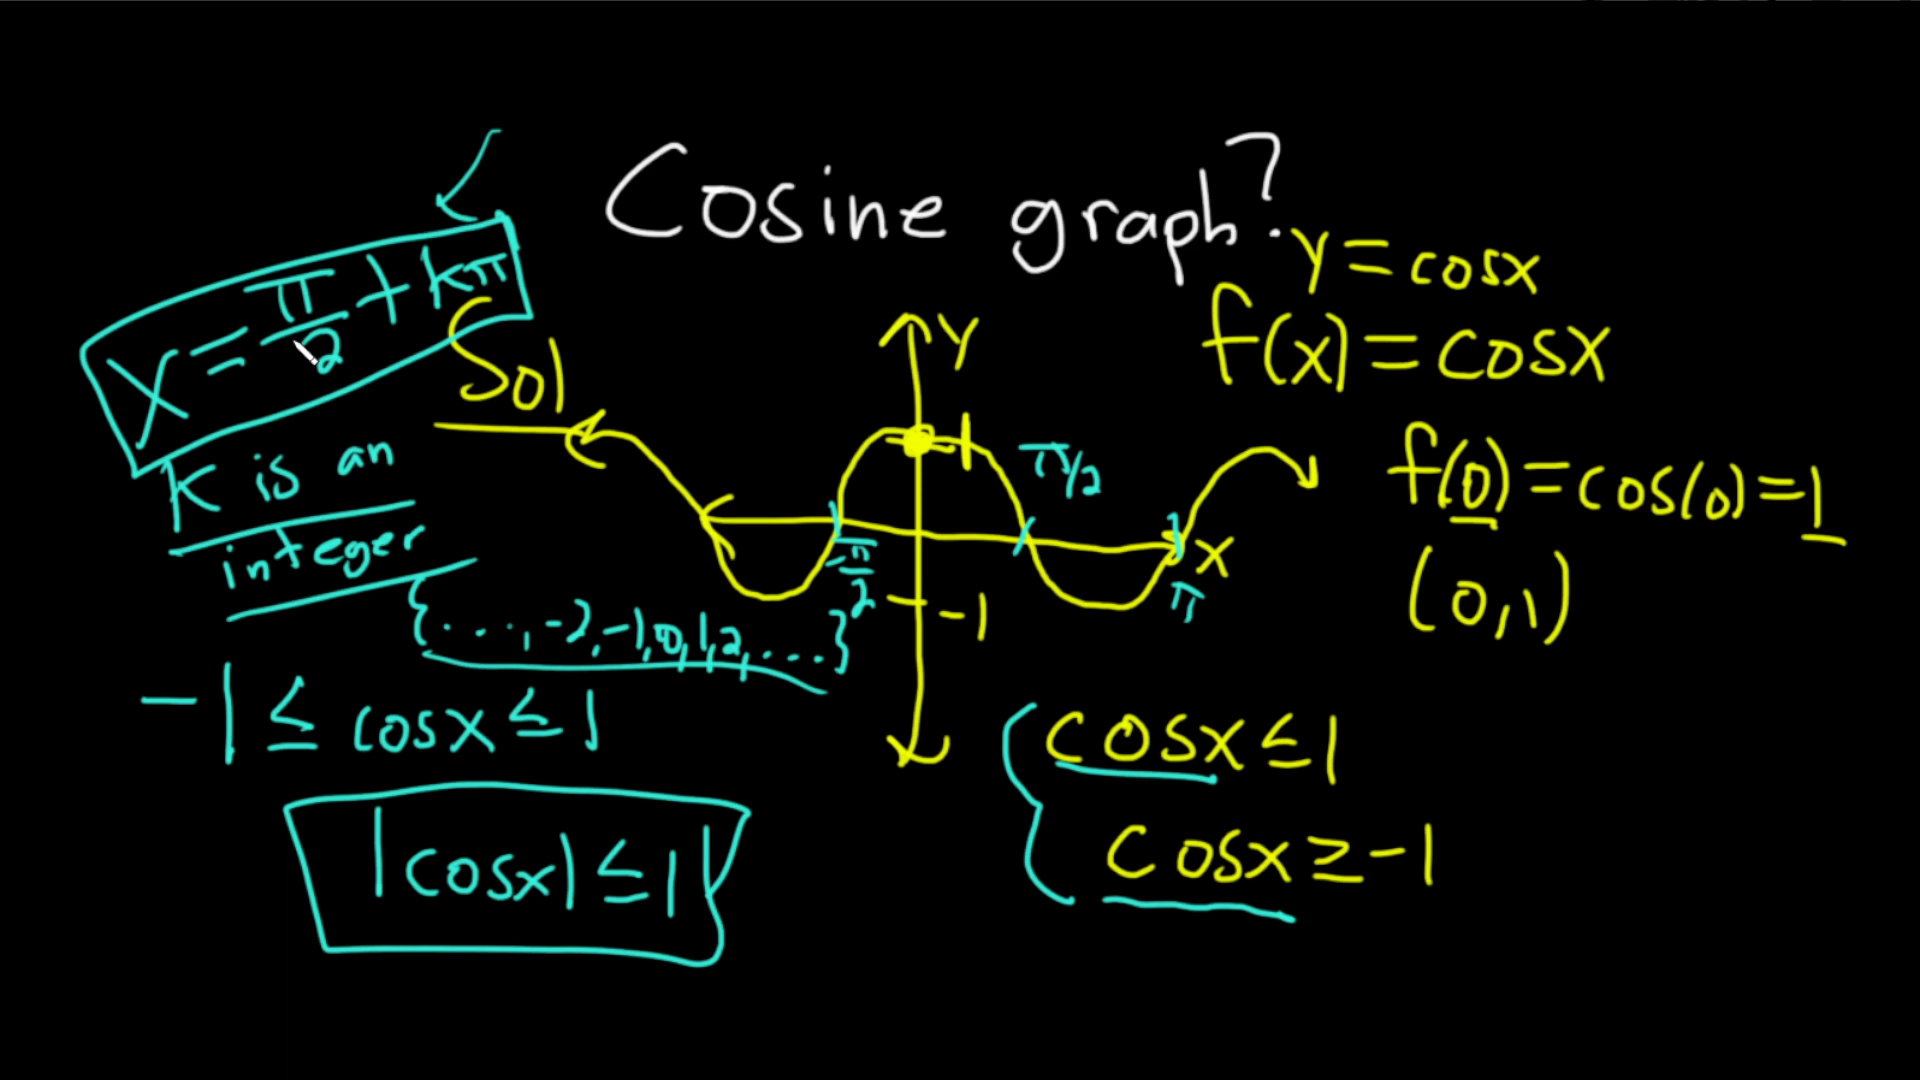 Cosine graph?
y = cosx
f(x) = cosx
x = π/2 + kπ
Sol
y
1
π/2
f(0) = cos(0) = 1
K is an
integer
-π/2
x
π
-1
(0,1)
{..., -2, -1, 0, 1, 2, ...}
-1 ≤ cosx ≤ 1
cosx ≤ 1
|cosx| ≤ 1
cosx ≥ -1